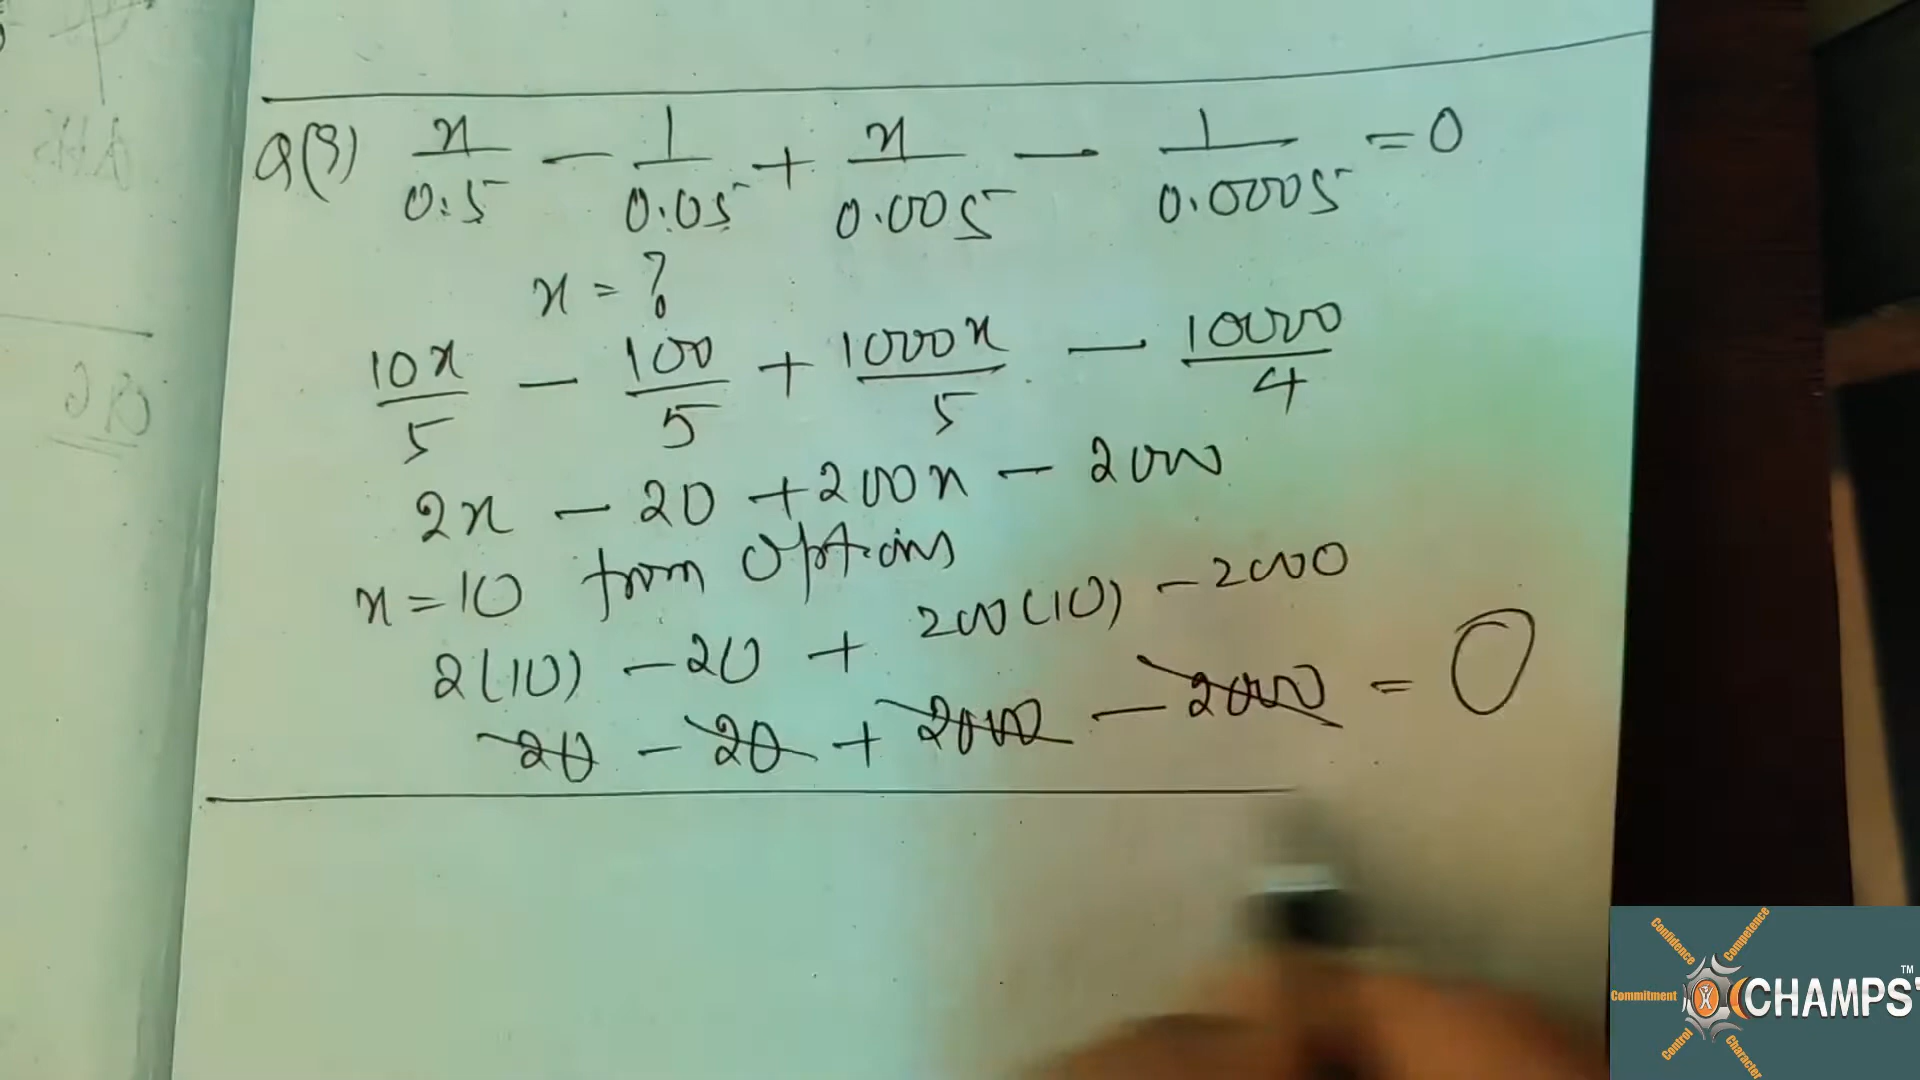 Q(9) x/0.5 - 1/0.05 + x/0.005 - 1/0.0005 = 0
x = ?
10x/5 - 100/5 + 1000x/5 - 10000/4
2x - 20 + 200x - 2000
x = 10 from options
2(10) - 20 + 200(10) - 2000
20 - 20 + 2000 - 2000 = 0
Confidence
Competence
Commitment
CHAMPS™
Control
Character